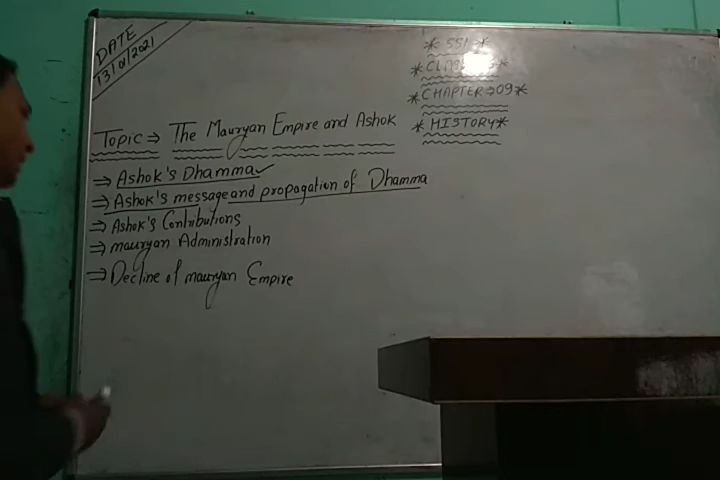 DATE
13/01/2021
* SST *
* CLASS
* CHAPTER → 09 *
* HISTORY *
Topic ⇒ The Mauryan Empire and Ashok
⇒ Ashok's Dhamma ✓
⇒ Ashok's message and propagation of Dhamma
⇒ Ashok's Contributions
⇒ mauryan Administration
⇒ Decline of mauryan Empire